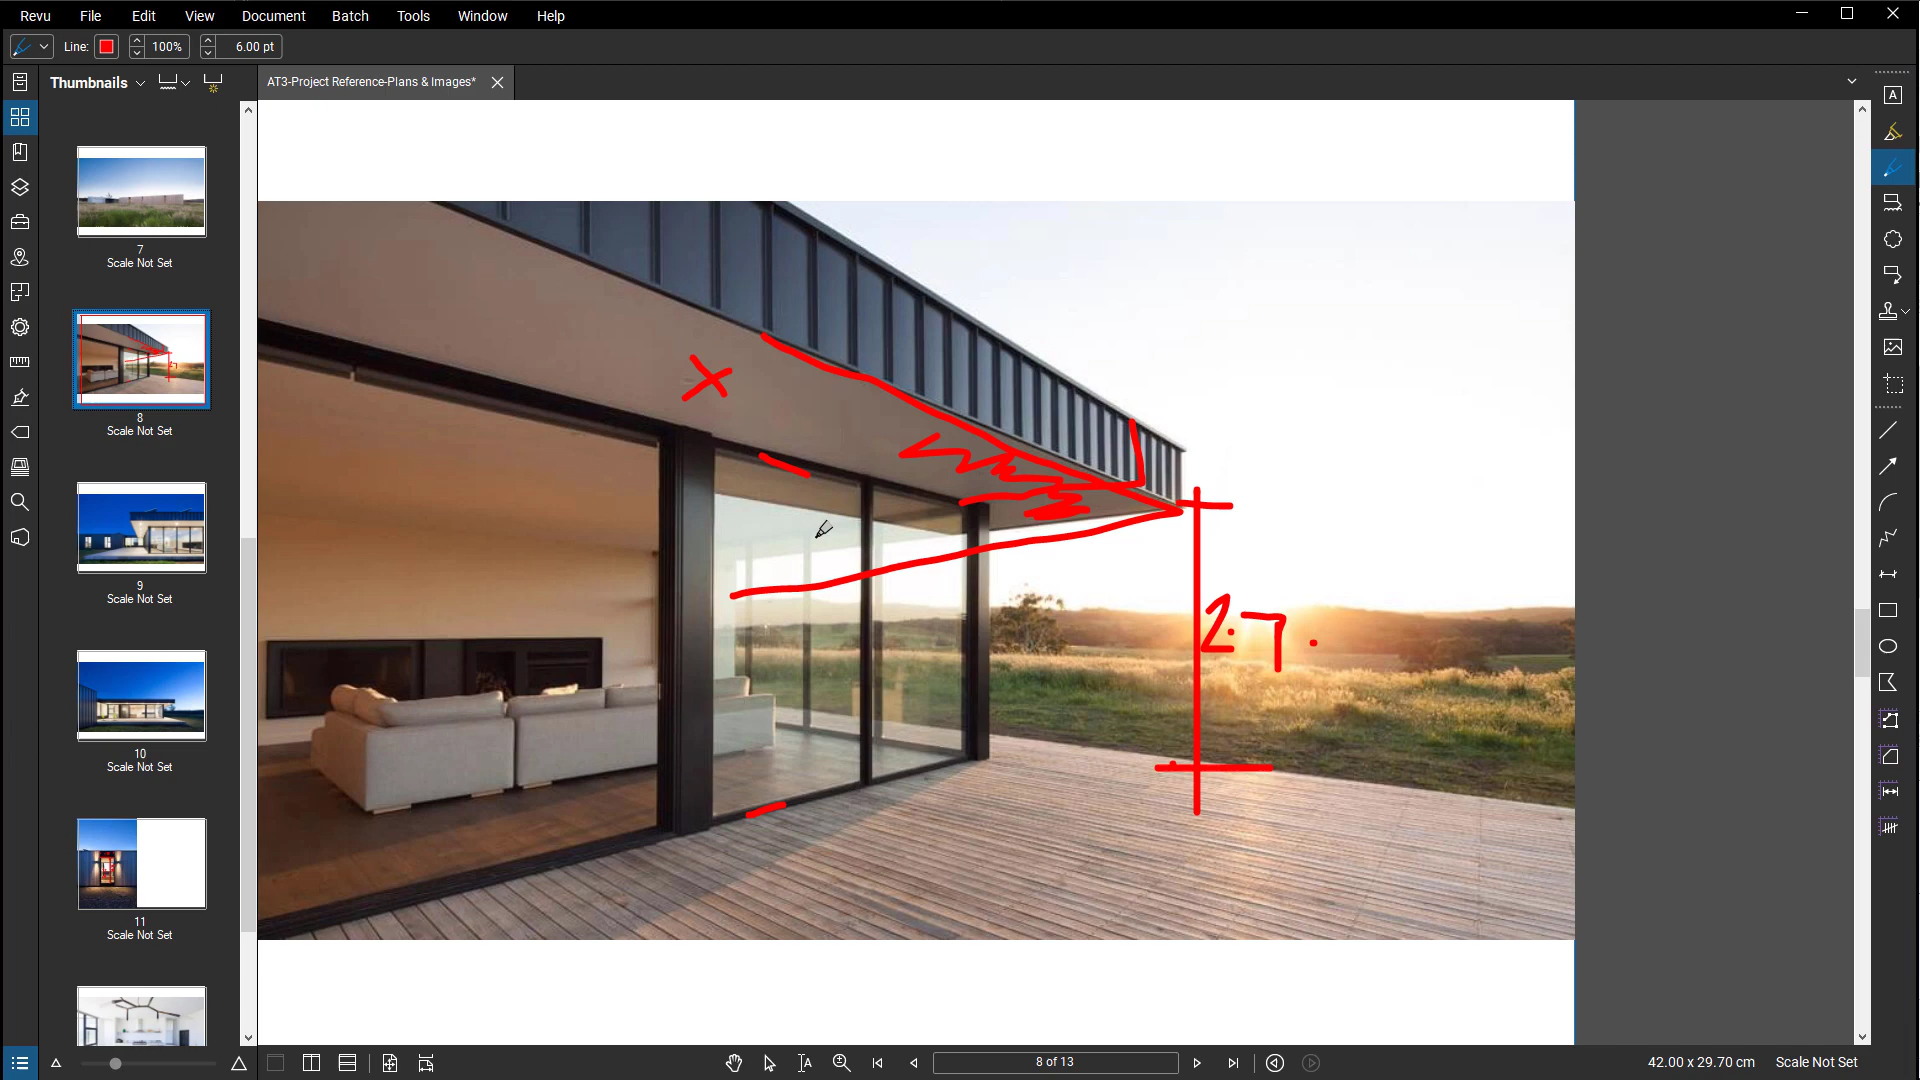 Revu File Edit View Document Batch Tools Window Help
Line: 100% 6.00 pt
Thumbnails
AT3-Project Reference-Plans & Images*
7
Scale Not Set
8
Scale Not Set
9
Scale Not Set
10
Scale Not Set
11
Scale Not Set
2.7
8 of 13
42.00 x 29.70 cm Scale Not Set